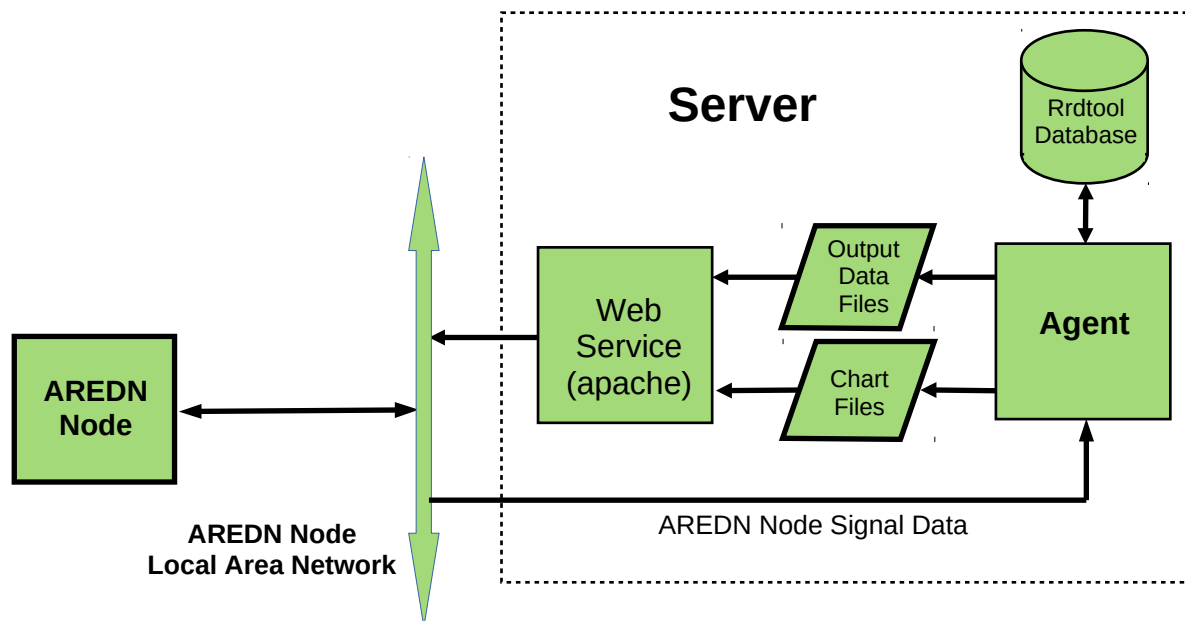 Server
Rrdtool
Database
Output
Data
Files
Web
Service
(apache)
Agent
AREDN
Node
Chart
Files
AREDN Node Signal Data
AREDN Node
Local Area Network